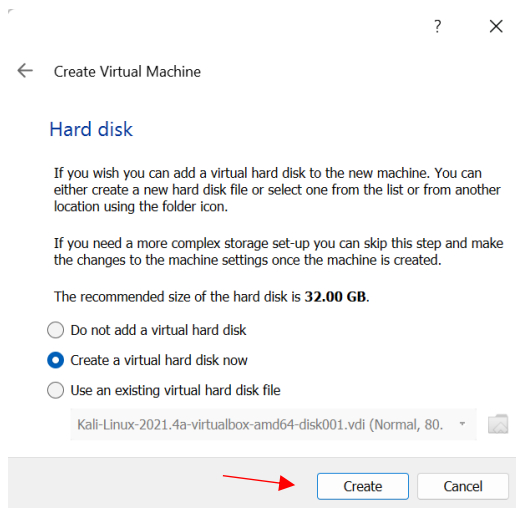 ?
Create Virtual Machine
Hard disk
If you wish you can add a virtual hard disk to the new machine. You can
either create a new hard disk file or select one from the list or from another
location using the folder icon.
If you need a more complex storage set-up you can skip this step and make
the changes to the machine settings once the machine is created.
The recommended size of the hard disk is 32.00 GB.
Do not add a virtual hard disk
Create a virtual hard disk now
Use an existing virtual hard disk file
Kali-Linux-2021.4a-virtualbox-amd64-disk001.vdi (Normal, 80.
Create Cancel